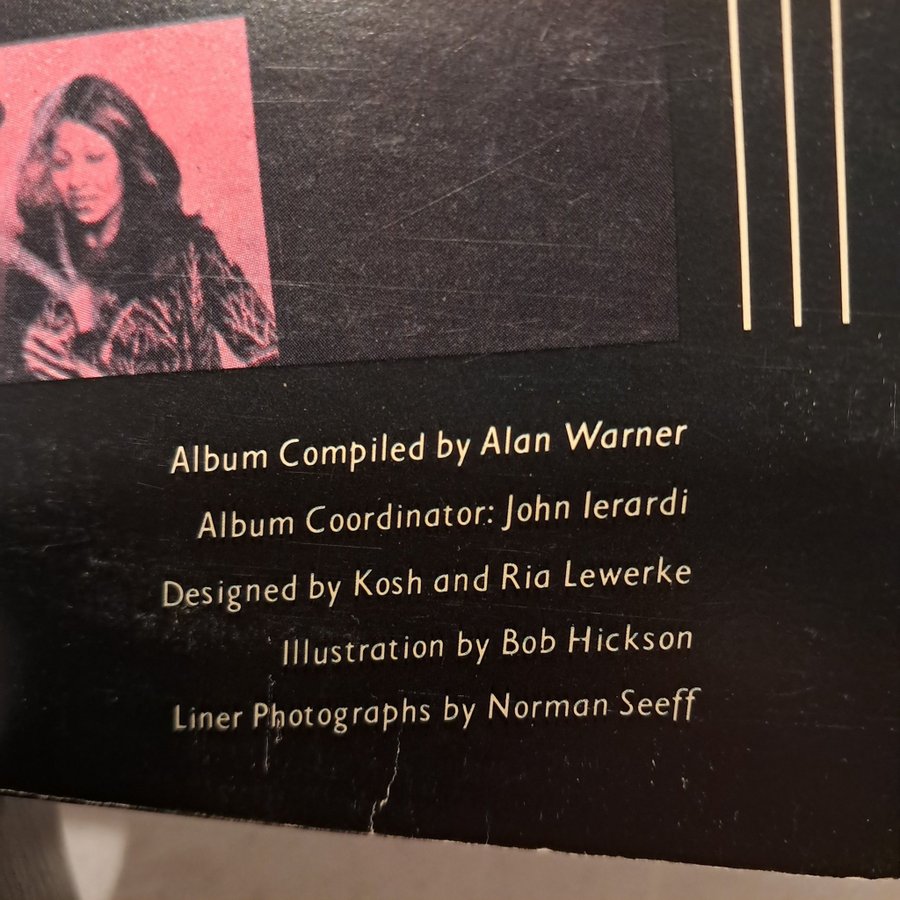 Album Compiled by Alan Warner
Album Coordinator: John Ierardi
Designed by Kosh and Ria Lewerke
Illustration by Bob Hickson
Liner Photographs by Norman Seeff